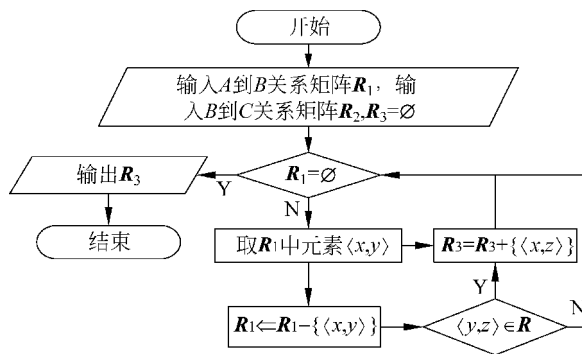 开始
输入A到B关系矩阵R₁，输
入B到C关系矩阵R₂,R₃=∅
输出R₃
Y
R₁=∅
N
结束
取R₁中元素⟨x,y⟩
R₃=R₃+{⟨x,z⟩}
Y
R₁⇐R₁−{⟨x,y⟩}
⟨y,z⟩∈R
N